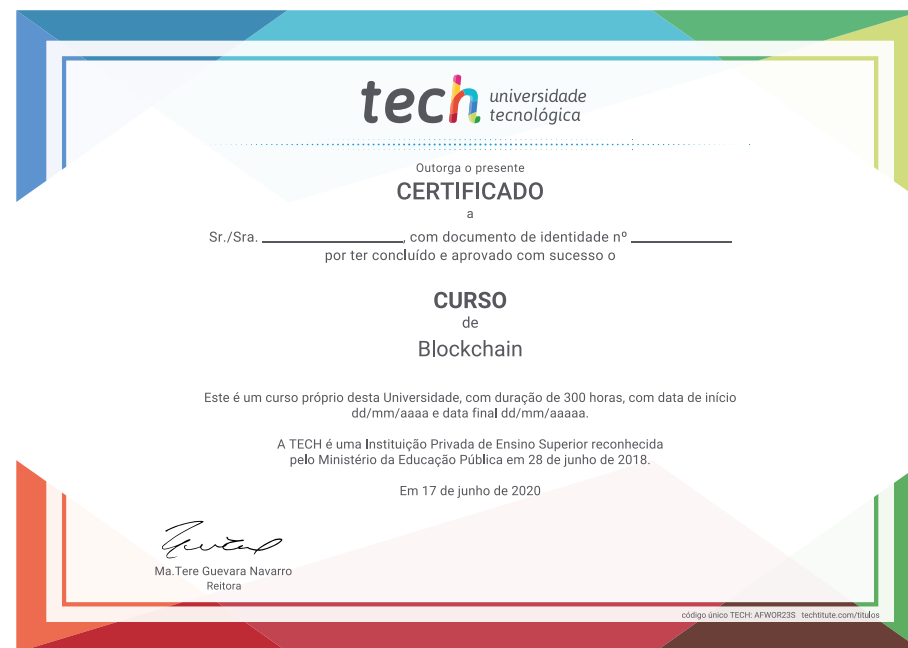 tech universidade
tecnológica
Outorga o presente
CERTIFICADO
a
Sr./Sra. ____________, com documento de identidade nº _________
por ter concluído e aprovado com sucesso o
CURSO
de
Blockchain
Este é um curso próprio desta Universidade, com duração de 300 horas, com data de início
dd/mm/aaaa e data final dd/mm/aaaaa.
A TECH é uma Instituição Privada de Ensino Superior reconhecida
pelo Ministério da Educação Pública em 28 de junho de 2018.
Em 17 de junho de 2020
Ma.Tere Guevara Navarro
Reitora
código único TECH: AFWOR23S techtitute.com/titulos